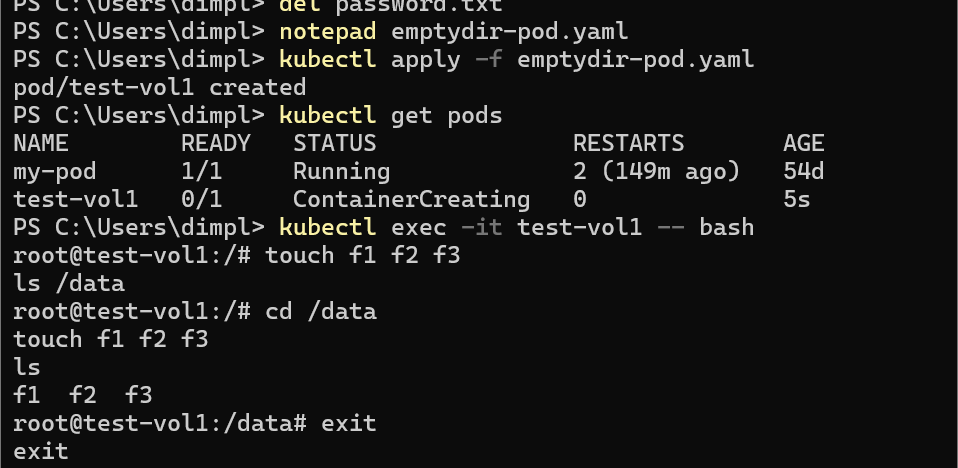 PS C:\Users\dimpl> del password.txt
PS C:\Users\dimpl> notepad emptydir-pod.yaml
PS C:\Users\dimpl> kubectl apply -f emptydir-pod.yaml
pod/test-vol1 created
PS C:\Users\dimpl> kubectl get pods
NAME        READY   STATUS              RESTARTS       AGE
my-pod      1/1     Running             2 (149m ago)   54d
test-vol1   0/1     ContainerCreating   0              5s
PS C:\Users\dimpl> kubectl exec -it test-vol1 -- bash
root@test-vol1:/# touch f1 f2 f3
ls /data
root@test-vol1:/# cd /data
touch f1 f2 f3
ls
f1  f2  f3
root@test-vol1:/data# exit
exit